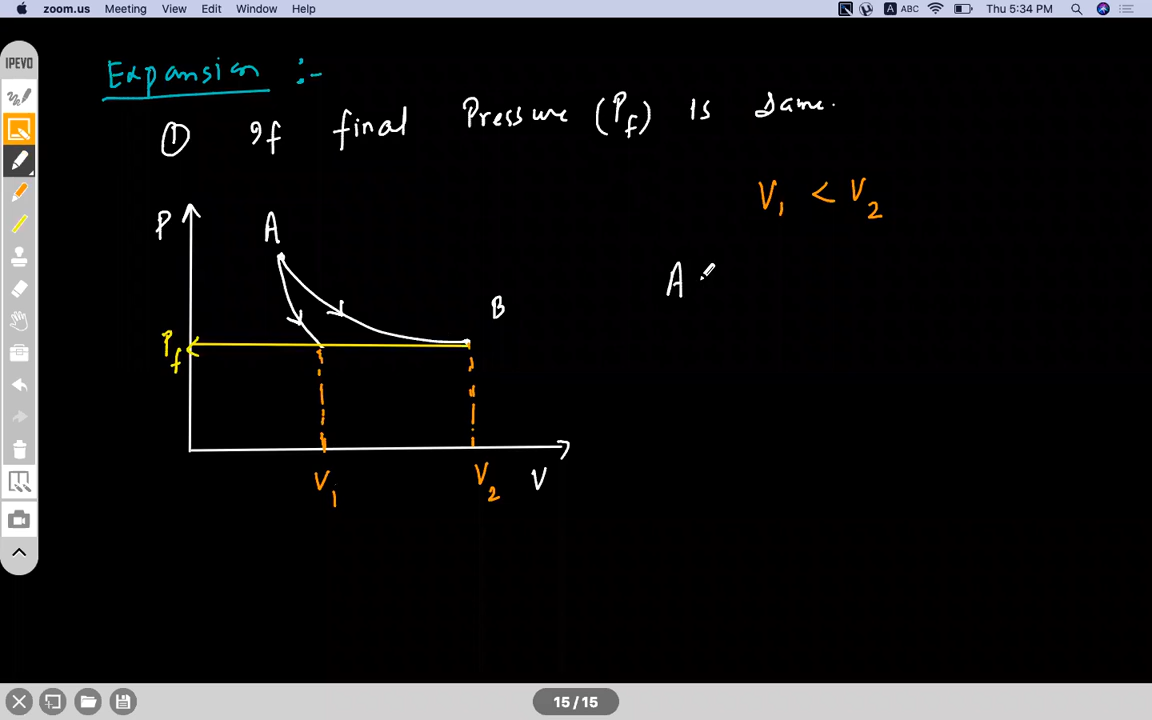 zoom.us Meeting View Edit Window Help A ABC Thu 5:34 PM
IPEVO
Expansion :-
① If final Pressure (Pf) is same.
V1 < V2
P
A
A
B
Pf
V1
V2
V
15 / 15